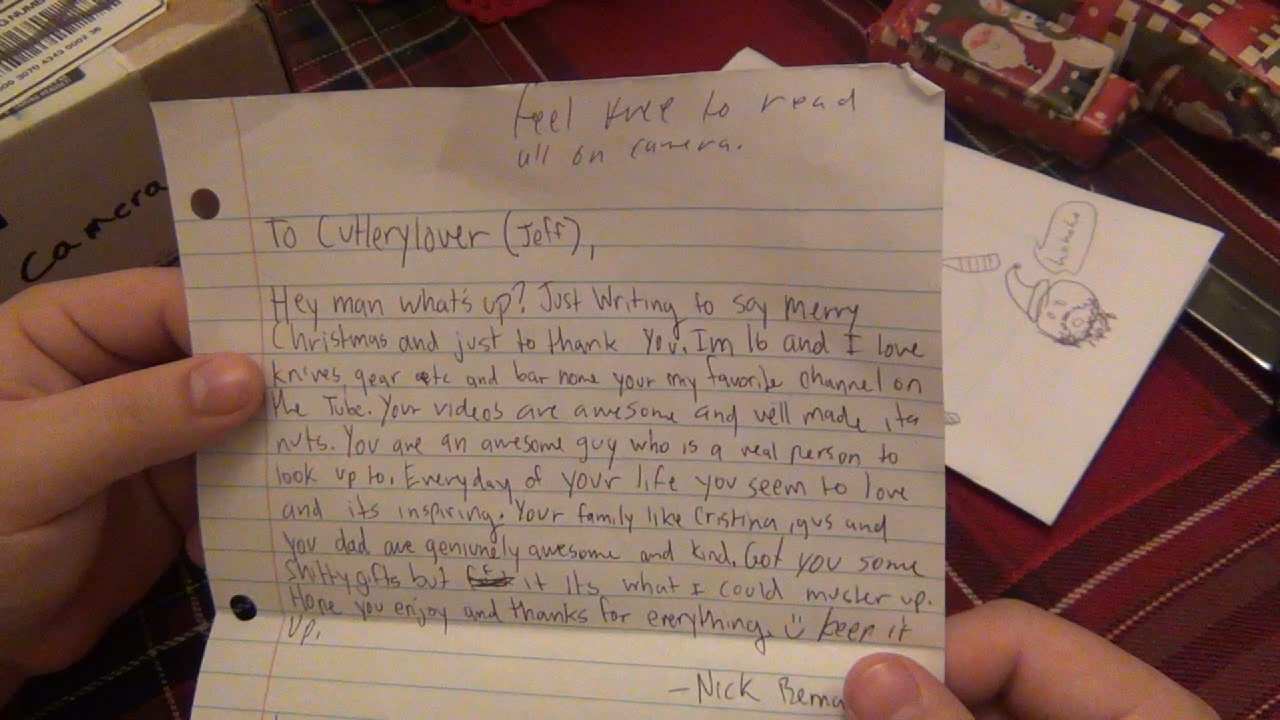 feel free to read
all on camera.
To Cutlerylover (Jeff),
Hey man what's up? Just Writing to say merry
Christmas and just to thank You. Im 16 and I love
knives, gear etc and bar none your my favorite channel on
the Tube. Your videos are awesome and well made its
nuts. You are an awesome guy who is a real person to
look up to. Everyday of your life you seem to love
and its inspiring. Your family like Cristina, gus and
you dad are geniunely awesome and kind. Got you some
shitty gifts but it Its what I could muster up.
Hope you enjoy and thanks for everything. Keep it
up.
-Nick
Camera
hohoho
3070 4343 0002 36